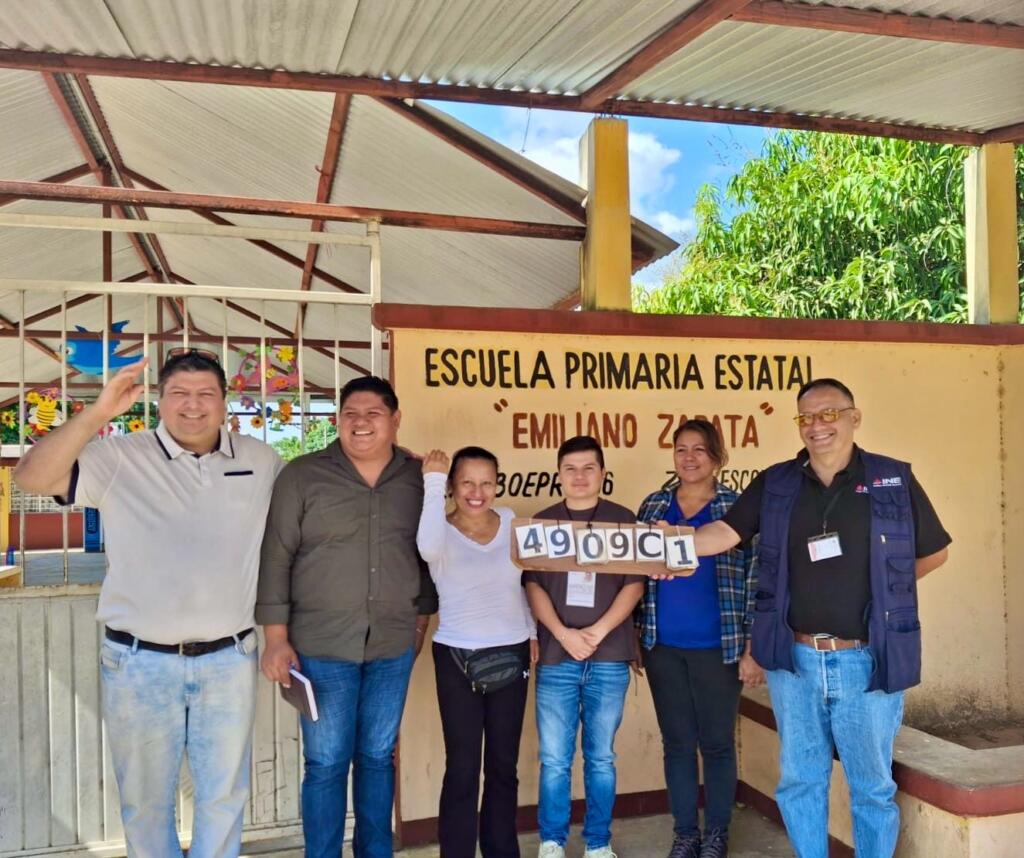 ESCUELA PRIMARIA ESTATAL
"EMILIANO ZAPATA"
4909C1
INE